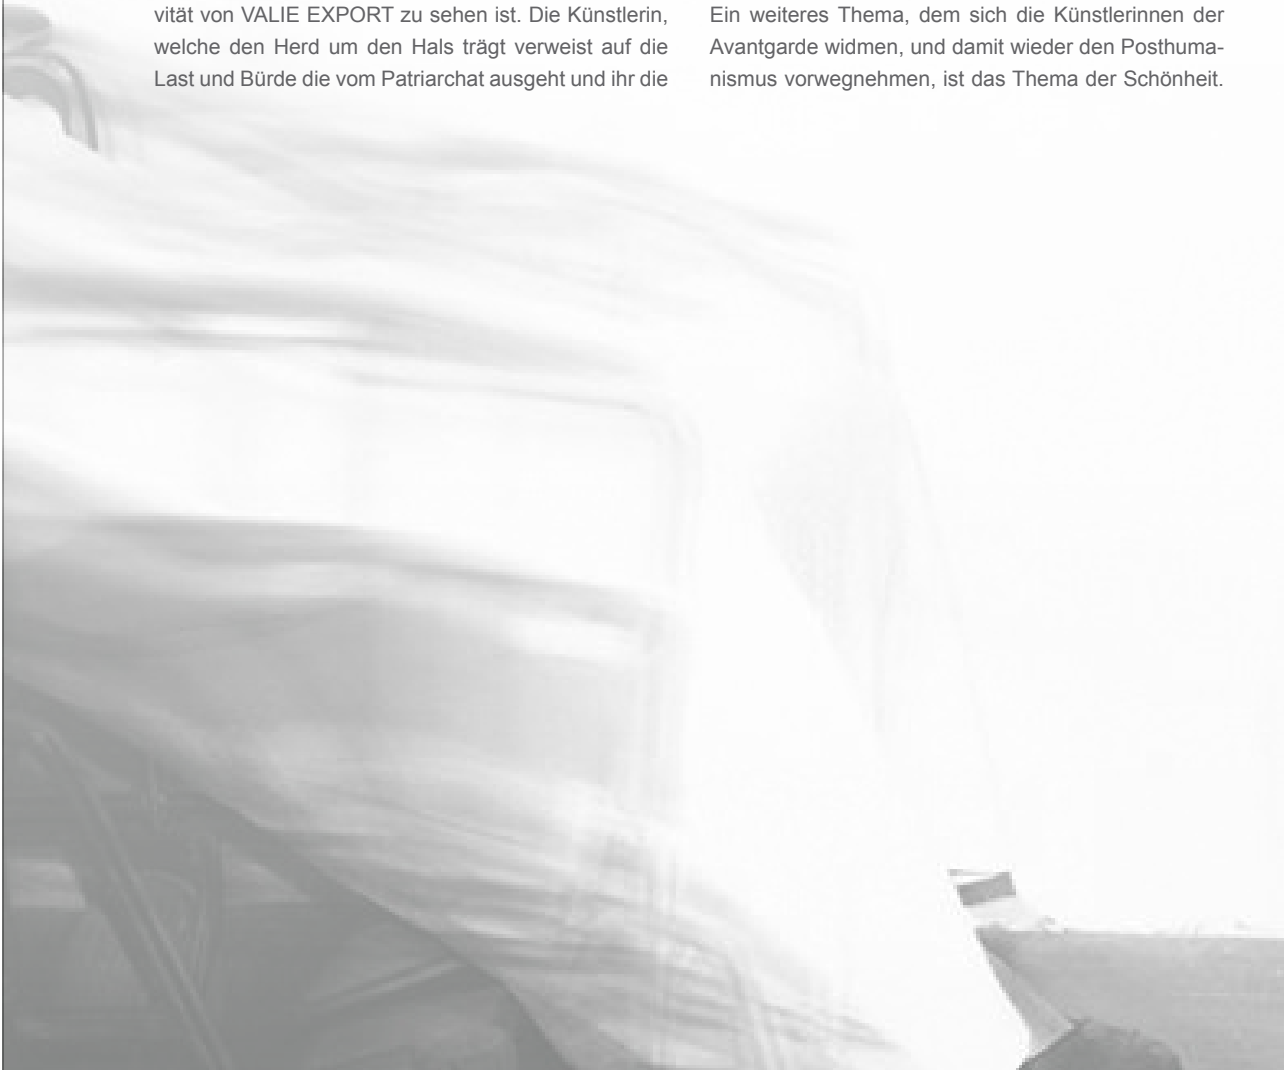 vität von VALIE EXPORT zu sehen ist. Die Künstlerin,
welche den Herd um den Hals trägt verweist auf die
Last und Bürde die vom Patriarchat ausgeht und ihr die
Ein weiteres Thema, dem sich die Künstlerinnen der
Avantgarde widmen, und damit wieder den Posthuma-
nismus vorwegnehmen, ist das Thema der Schönheit.